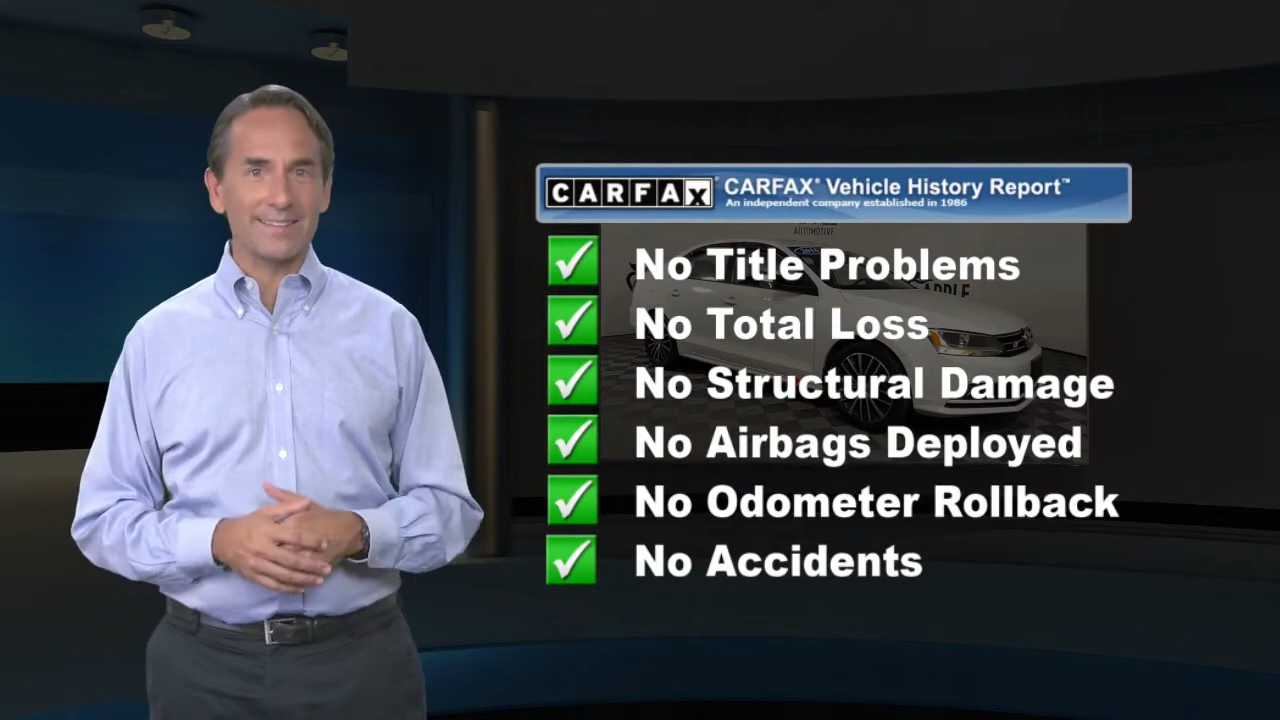 CARFAX® CARFAX® Vehicle History Report™
An independent company established in 1986
AUTOMOTIVE
No Title Problems
No Total Loss
No Structural Damage
No Airbags Deployed
No Odometer Rollback
No Accidents